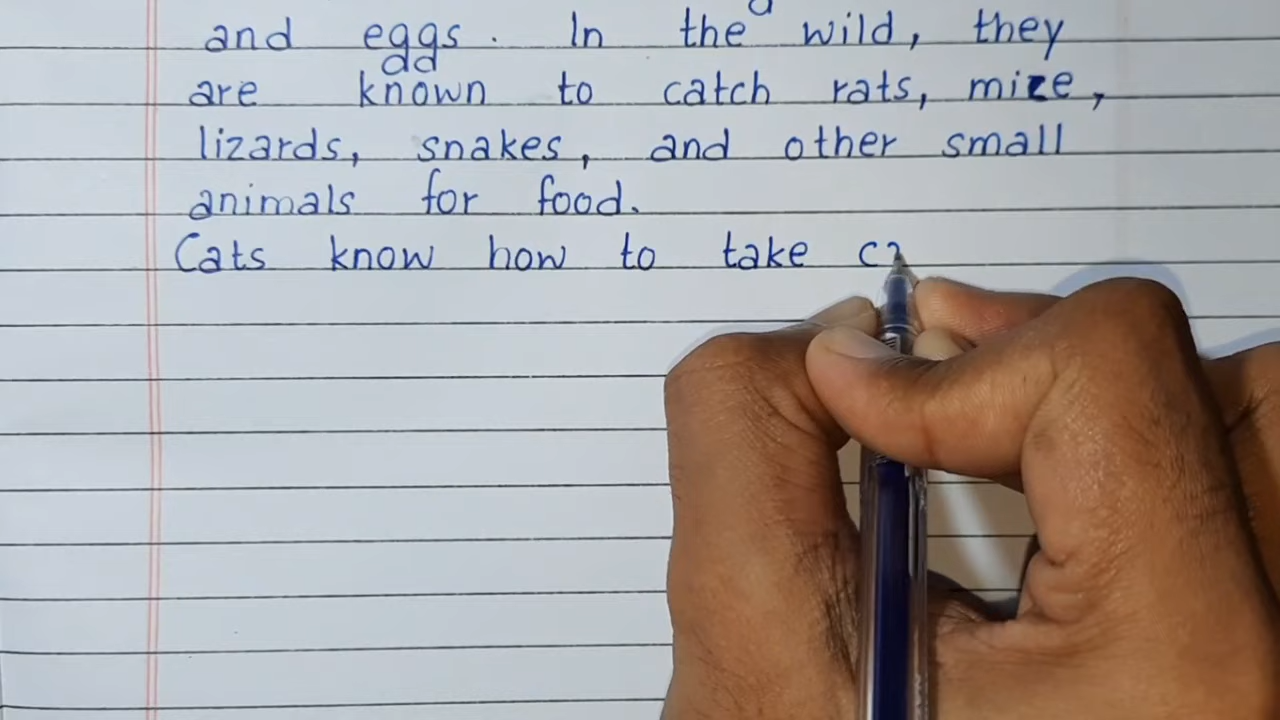 and eggs. In the wild, they
are known to catch rats, mice,
lizards, snakes, and other small
animals for food.
Cats know how to take